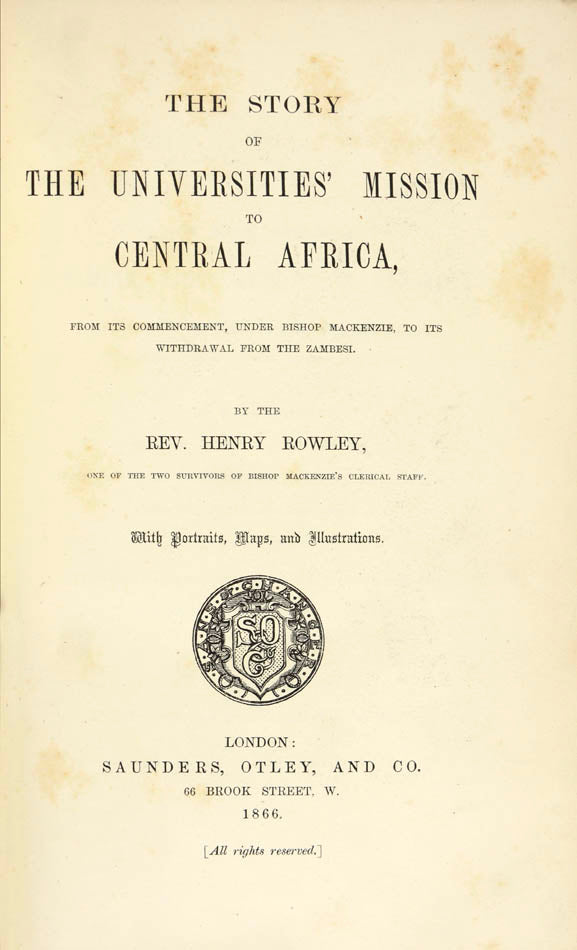 THE STORY
OF
THE UNIVERSITIES' MISSION
TO
CENTRAL AFRICA,
FROM ITS COMMENCEMENT, UNDER BISHOP MACKENZIE, TO ITS
WITHDRAWAL FROM THE ZAMBESI.
BY THE
REV. HENRY ROWLEY,
ONE OF THE TWO SURVIVORS OF BISHOP MACKENZIE'S CLERICAL STAFF.
With Portraits, Maps, and Illustrations.
LONDON:
SAUNDERS, OTLEY, AND CO.
66 BROOK STREET, W.
1866.
[All rights reserved.]